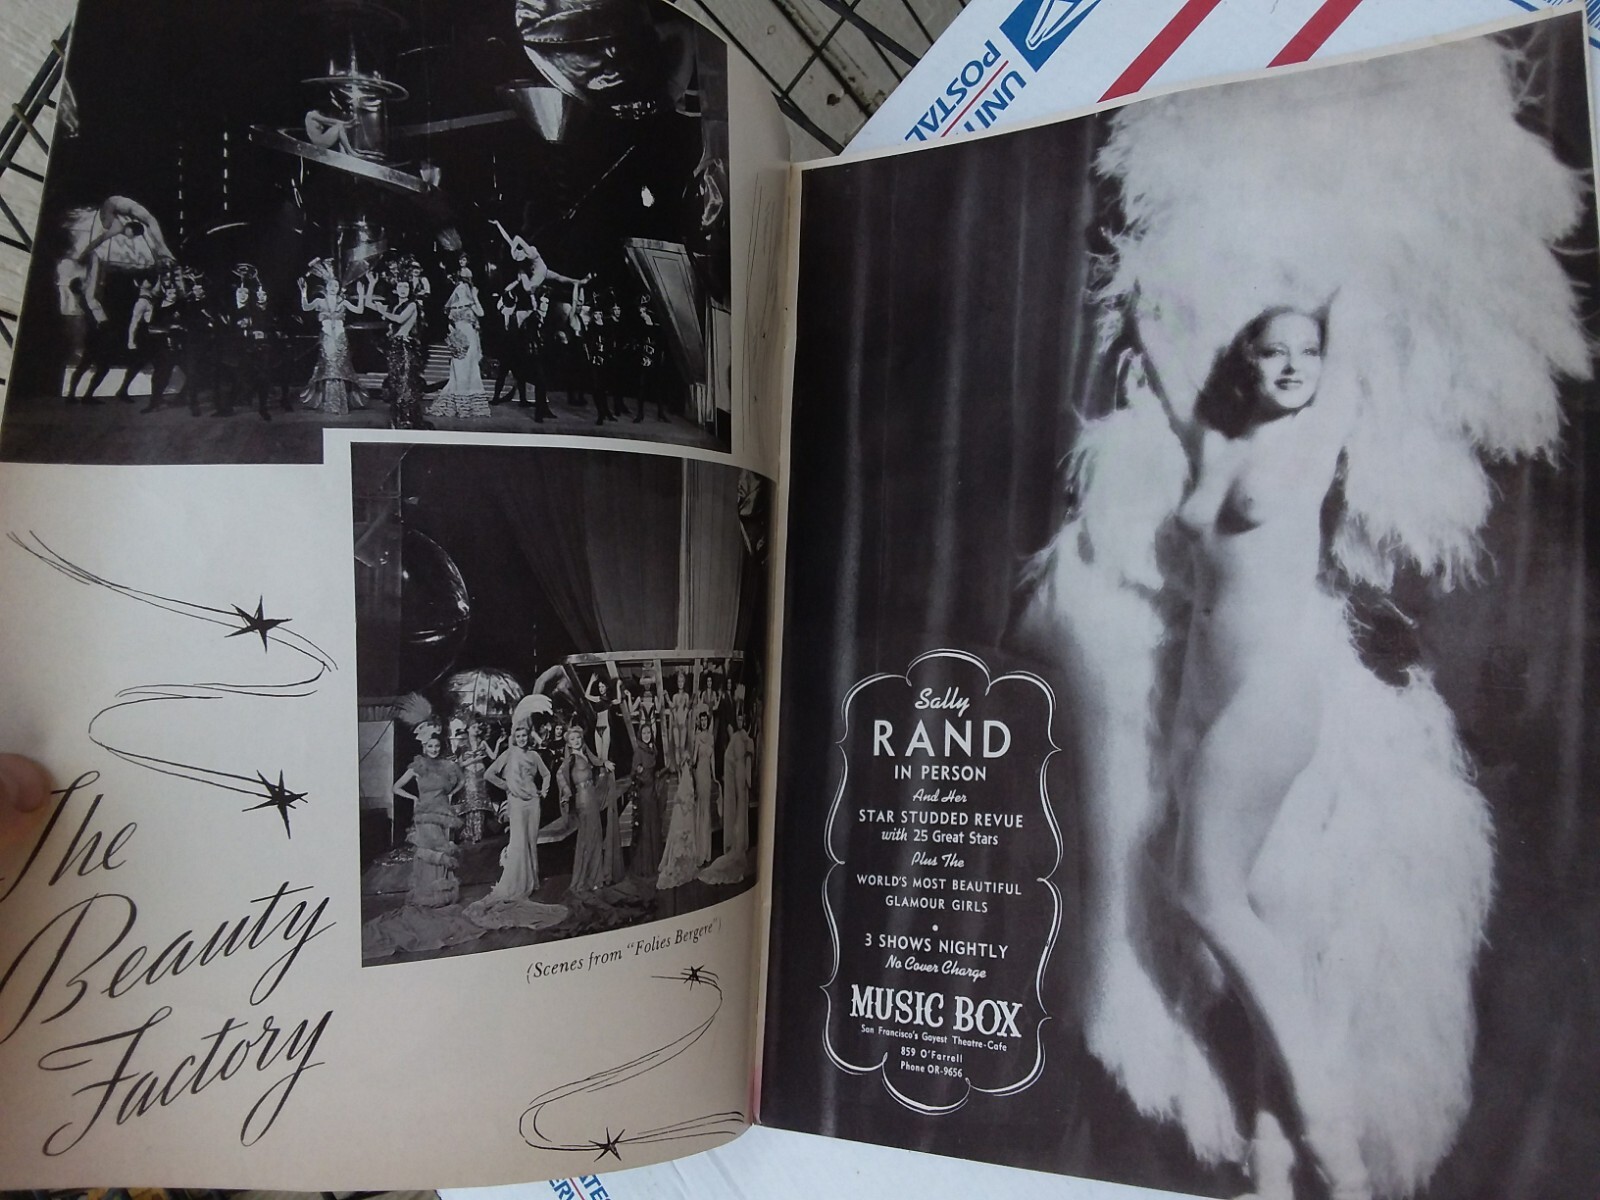 UNI
POSTAL
The
Beauty
Factory
(Scenes from "Folies Bergere")
Sally
RAND
IN PERSON
And Her
STAR STUDDED REVUE
with 25 Great Stars
Plus The
WORLD'S MOST BEAUTIFUL
GLAMOUR GIRLS
•
3 SHOWS NIGHTLY
No Cover Charge
MUSIC BOX
San Francisco's Gayest Theatre-Cafe
859 O'Farrell
Phone OR-9656